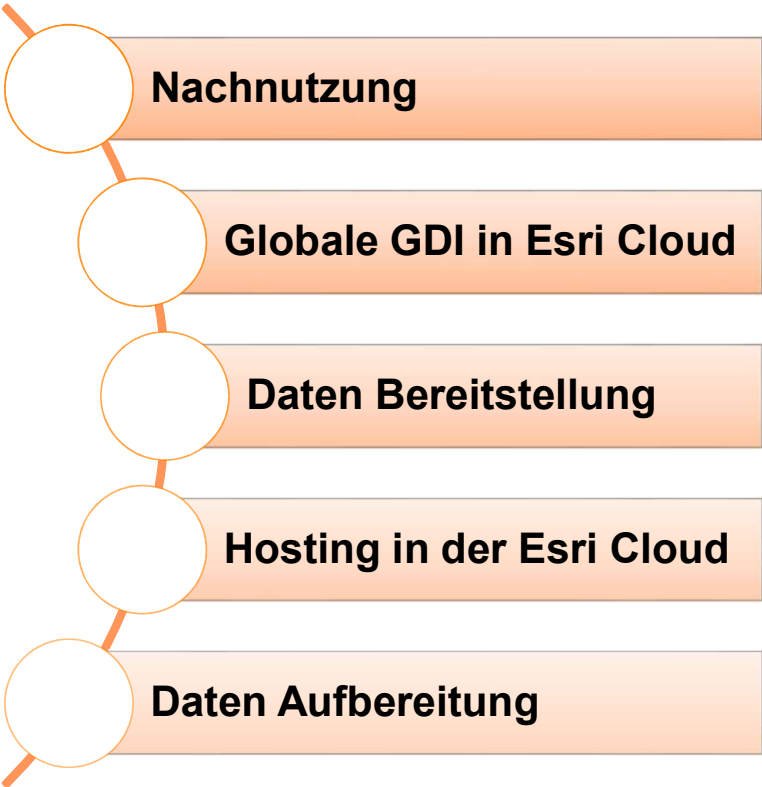 Nachnutzung
Globale GDI in Esri Cloud
Daten Bereitstellung
Hosting in der Esri Cloud
Daten Aufbereitung